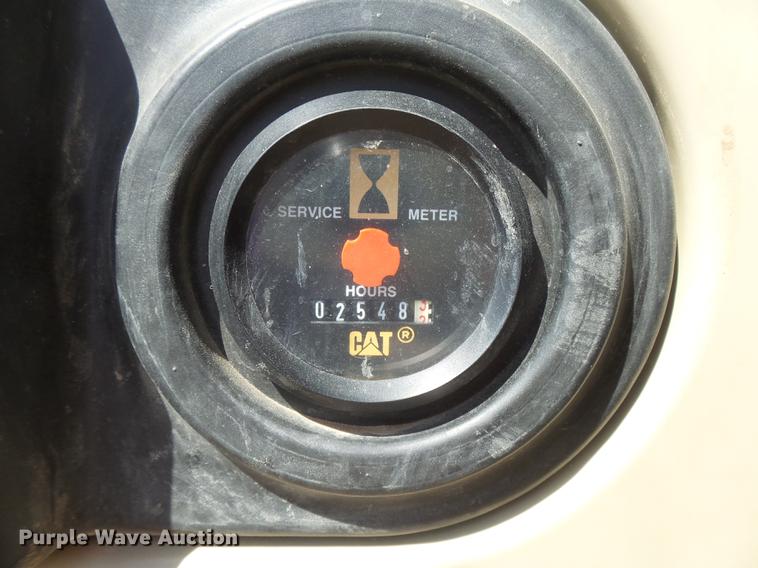 SERVICE METER
HOURS
02548
CAT®
Purple Wave Auction®